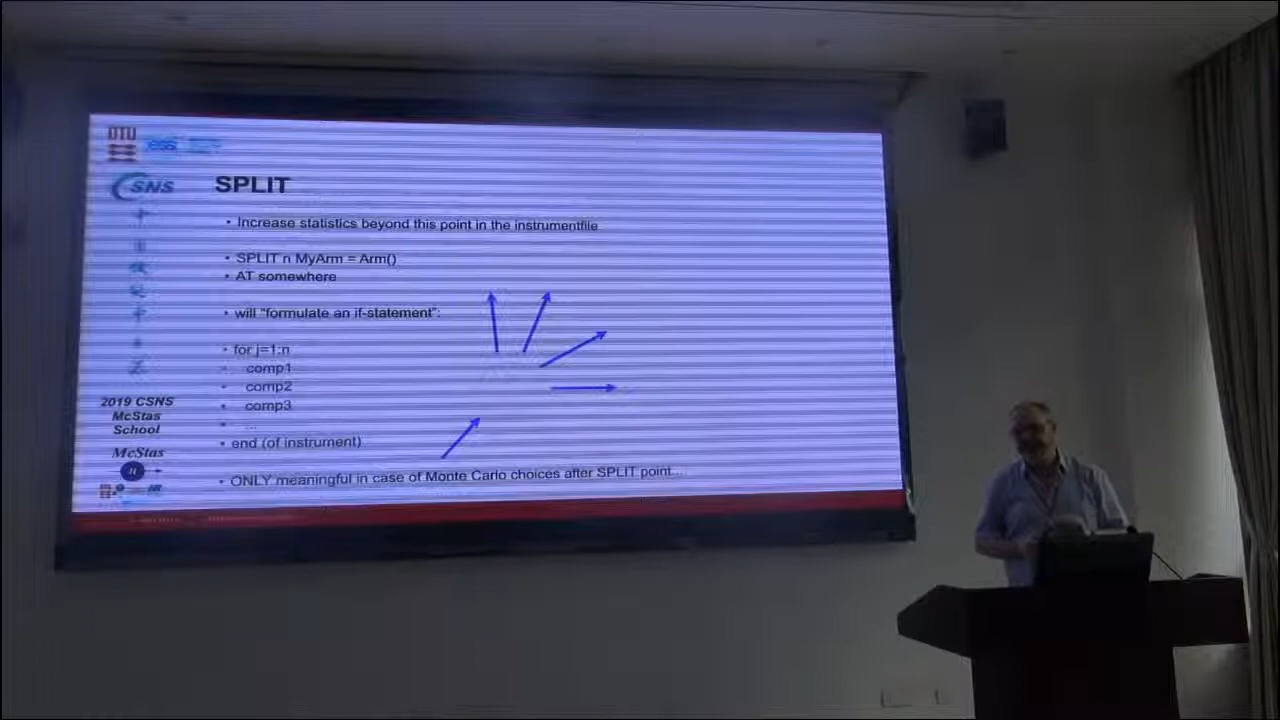 DTU
ess
CSNS
SPLIT
• Increase statistics beyond this point in the instrumentfile
• SPLIT n MyArm = Arm()
• AT somewhere
• will "formulate an if-statement":
• for j=1:n
• comp1
• comp2
• comp3
• ...
• end (of instrument)
• ONLY meaningful in case of Monte Carlo choices after SPLIT point....
2019 CSNS
McStas
School
McStas
n